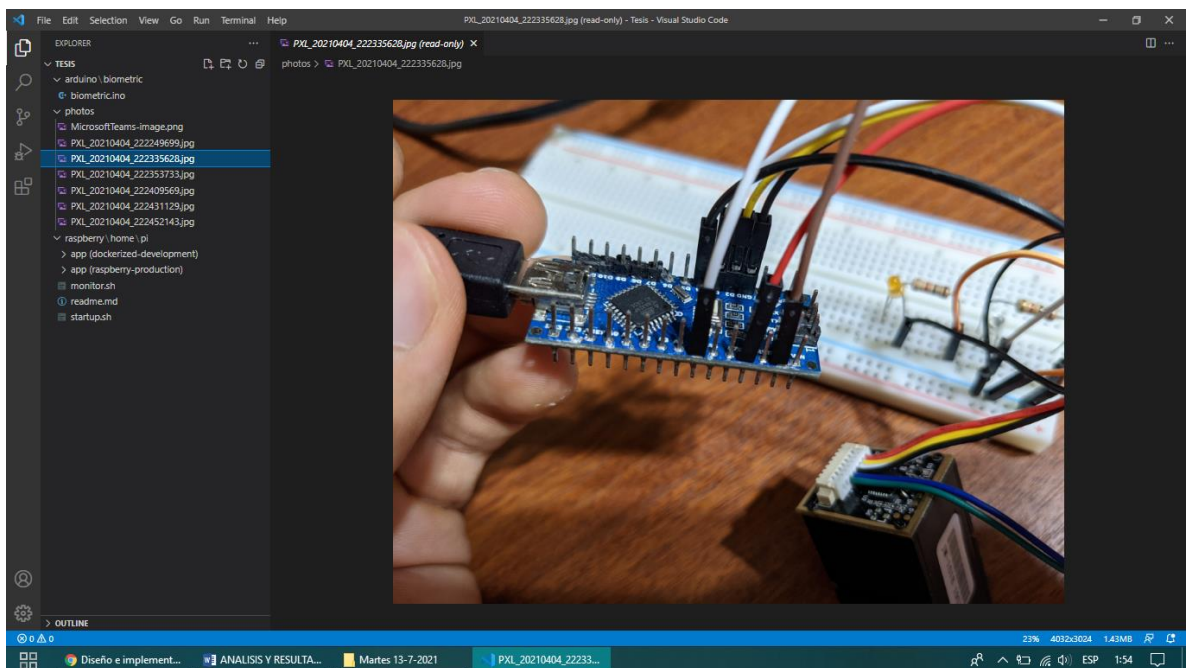 File Edit Selection View Go Run Terminal Help
PXL_20210404_222335628.jpg (read-only) - Tesis - Visual Studio Code
EXPLORER
PXL_20210404_222335628.jpg (read-only)
TESIS
photos > PXL_20210404_222335628.jpg
arduino \ biometric
biometric.ino
photos
MicrosoftTeams-image.png
PXL_20210404_222249699.jpg
PXL_20210404_222335628.jpg
PXL_20210404_222353733.jpg
PXL_20210404_222409569.jpg
PXL_20210404_222431129.jpg
PXL_20210404_222452143.jpg
raspberry \ home \ pi
app (dockerized-development)
app (raspberry-production)
monitor.sh
readme.md
startup.sh
OUTLINE
0 0
23% 4032x3024 1.43MB
Diseño e implement...
ANALISIS Y RESULTA...
Martes 13-7-2021
PXL_20210404_22233...
ESP 1:54